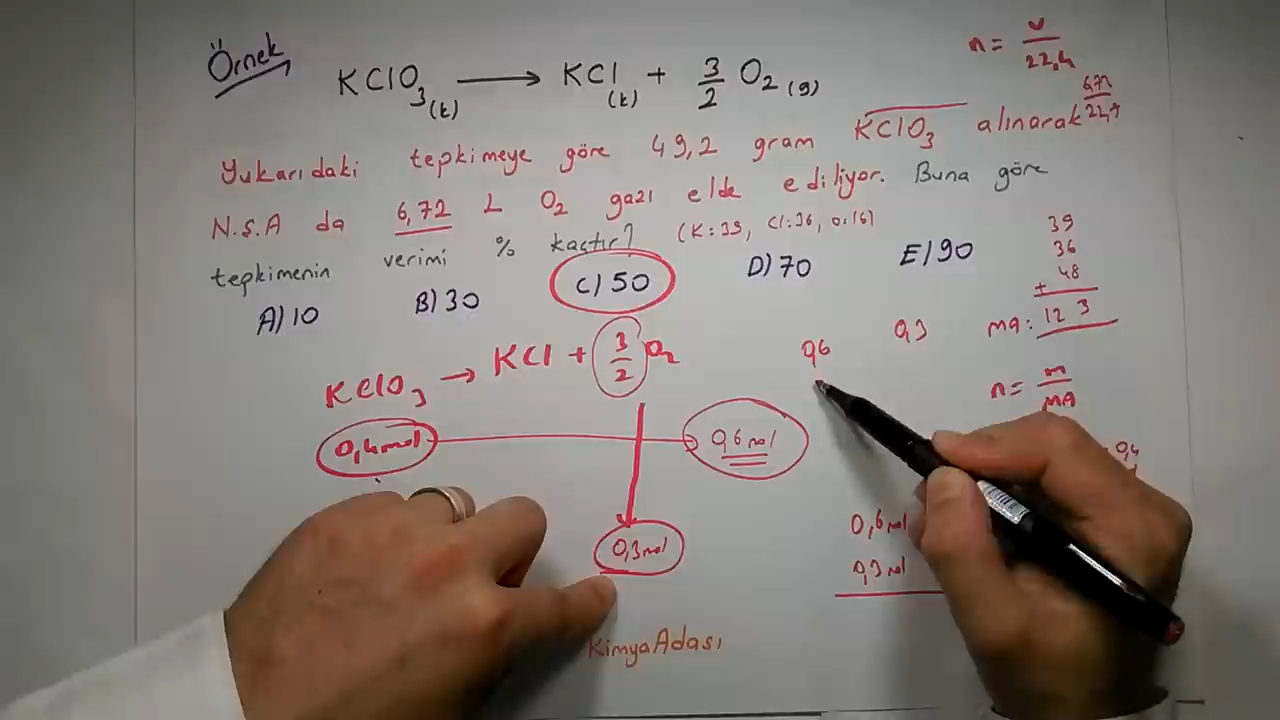 Örnek
KClO3(k) → KCl(k) + 3/2 O2(g)
n = V/22,4
Yukarıdaki tepkimeye göre 49,2 gram KClO3 alınarak
6,72/22,4
N.Ş.A da 6,72 L O2 gazı elde ediliyor. Buna göre
tepkimenin verimi % kaçtır? (K:39, Cl:36, O:16)
A) 10 B) 30 C) 50 D) 70 E) 90
39
36
48
+
MA: 123
KClO3 → KCl + 3/2 O2
0,6 0,3
n = m/MA
0,4 mol 0,6 mol
0,4
0,6 mol
0,3 mol
0,3 mol
KimyaAdası